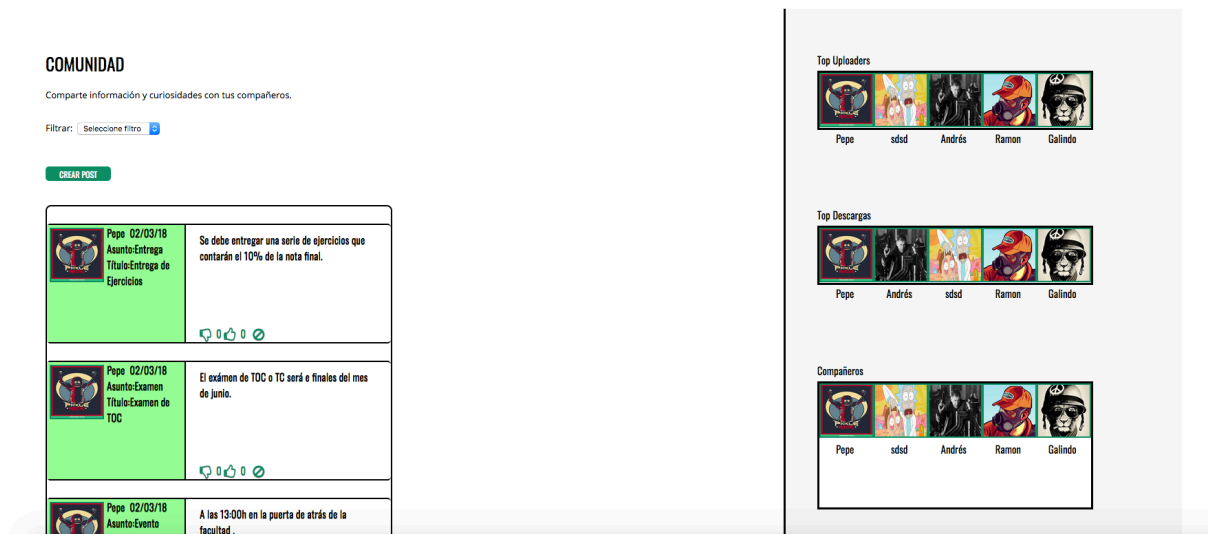 COMUNIDAD
Comparte información y curiosidades con tus compañeros.
Filtrar: Seleccione filtro
CREAR POST
Pepe 02/03/18
Asunto:Entrega
Título:Entrega de
Ejercicios
Se debe entregar una serie de ejercicios que
contarán el 10% de la nota final.
0 0
Pepe 02/03/18
Asunto:Examen
Título:Examen de
TOC
El exámen de TOC o TC será e finales del mes
de junio.
0 0
Pepe 02/03/18
Asunto:Evento
A las 13:00h en la puerta de atrás de la
facultad .
Top Uploaders
Pepe sdsd Andrés Ramon Galindo
Top Descargas
Pepe Andrés sdsd Ramon Galindo
Compañeros
Pepe sdsd Andrés Ramon Galindo